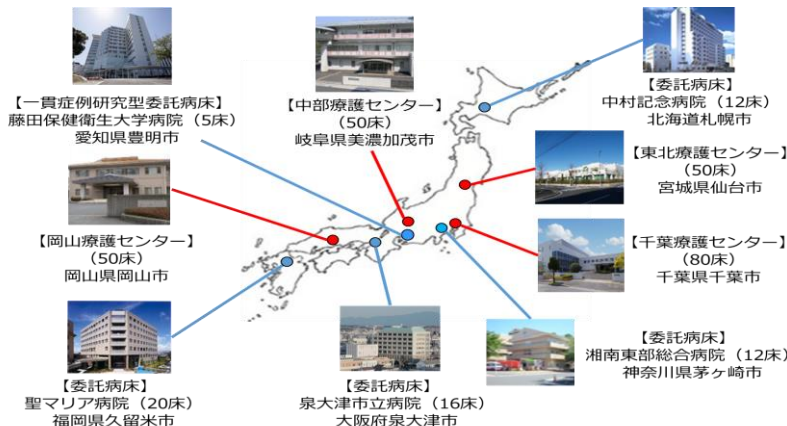 【一貫症例研究型委託病床】
藤田保健衛生大学病院（5床）
愛知県豊明市
【中部療護センター】
（50床）
岐阜県美濃加茂市
【委託病床】
中村記念病院（12床）
北海道札幌市
【東北療護センター】
（50床）
宮城県仙台市
【岡山療護センター】
（50床）
岡山県岡山市
【千葉療護センター】
（80床）
千葉県千葉市
【委託病床】
湘南東部総合病院（12床）
神奈川県茅ヶ崎市
【委託病床】
聖マリア病院（20床）
福岡県久留米市
【委託病床】
泉大津市立病院（16床）
大阪府泉大津市